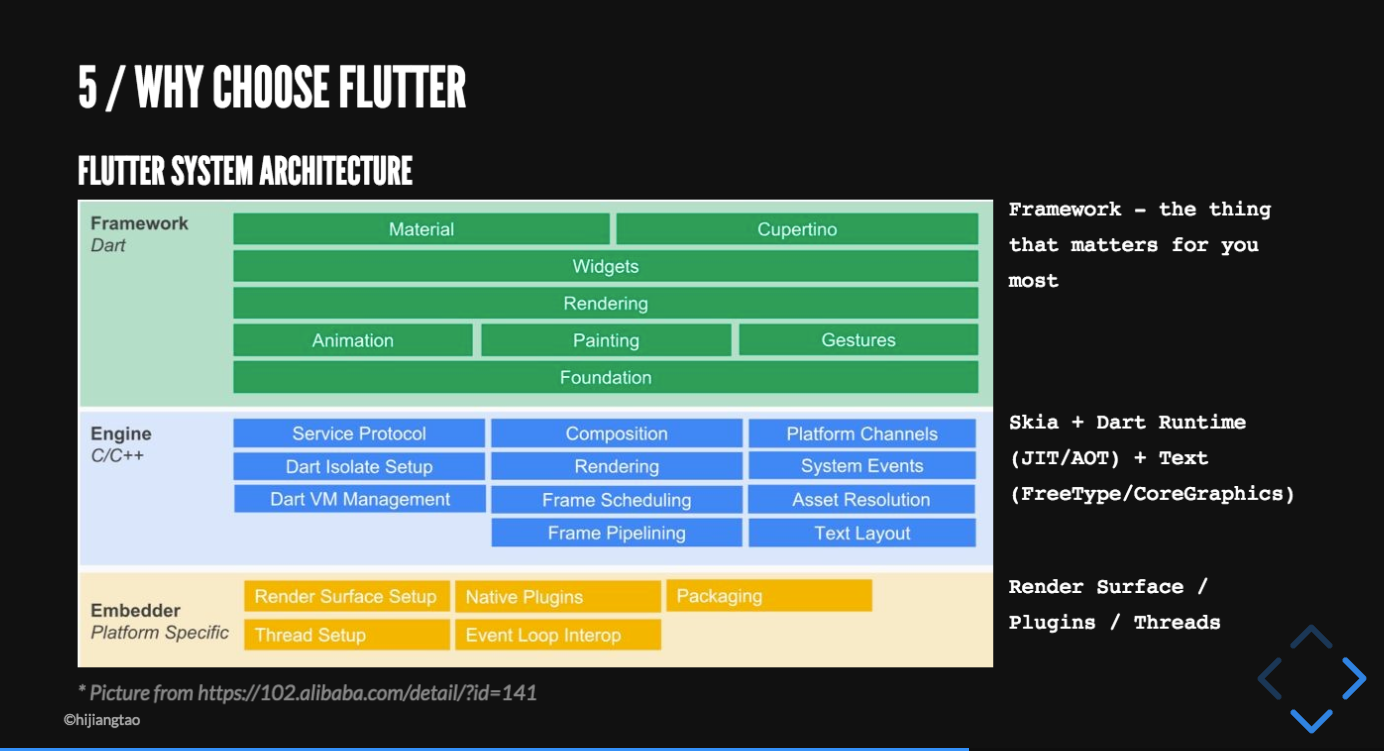 5 / WHY CHOOSE FLUTTER
FLUTTER SYSTEM ARCHITECTURE
Framework
Dart
Material
Cupertino
Widgets
Rendering
Animation
Painting
Gestures
Foundation
Framework – the thing
that matters for you
most
Engine
C/C++
Service Protocol
Composition
Platform Channels
Dart Isolate Setup
Rendering
System Events
Dart VM Management
Frame Scheduling
Asset Resolution
Frame Pipelining
Text Layout
Skia + Dart Runtime
(JIT/AOT) + Text
(FreeType/CoreGraphics)
Embedder
Platform Specific
Render Surface Setup
Native Plugins
Packaging
Thread Setup
Event Loop Interop
Render Surface /
Plugins / Threads
* Picture from https://102.alibaba.com/detail/?id=141
©hijiangtao